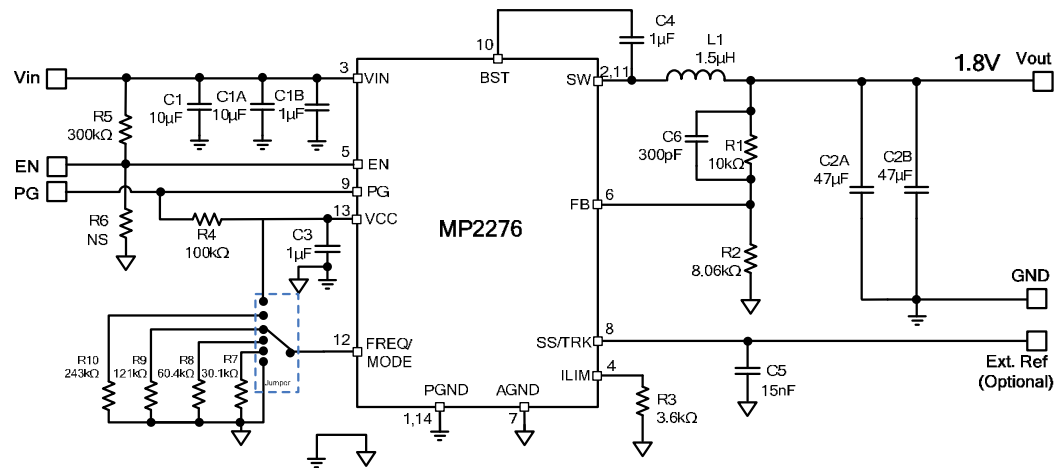 10
BST
C4
1µF
L1
1.5µH
Vin
3
VIN
SW
2,11
1.8V
Vout
C1
10µF
C1A
10µF
C1B
1µF
R5
300kΩ
C6
300pF
R1
10kΩ
C2A
47µF
C2B
47µF
EN
5
EN
PG
9
PG
6
FB
13
VCC
R6
NS
R4
100kΩ
C3
1µF
MP2276
R2
8.06kΩ
GND
8
SS/TRK
Ext. Ref
(Optional)
12
FREQ/
MODE
R10
243kΩ
R9
121kΩ
R8
60.4kΩ
R7
30.1kΩ
Jumper
ILIM
4
C5
15nF
R3
3.6kΩ
PGND
1,14
AGND
7